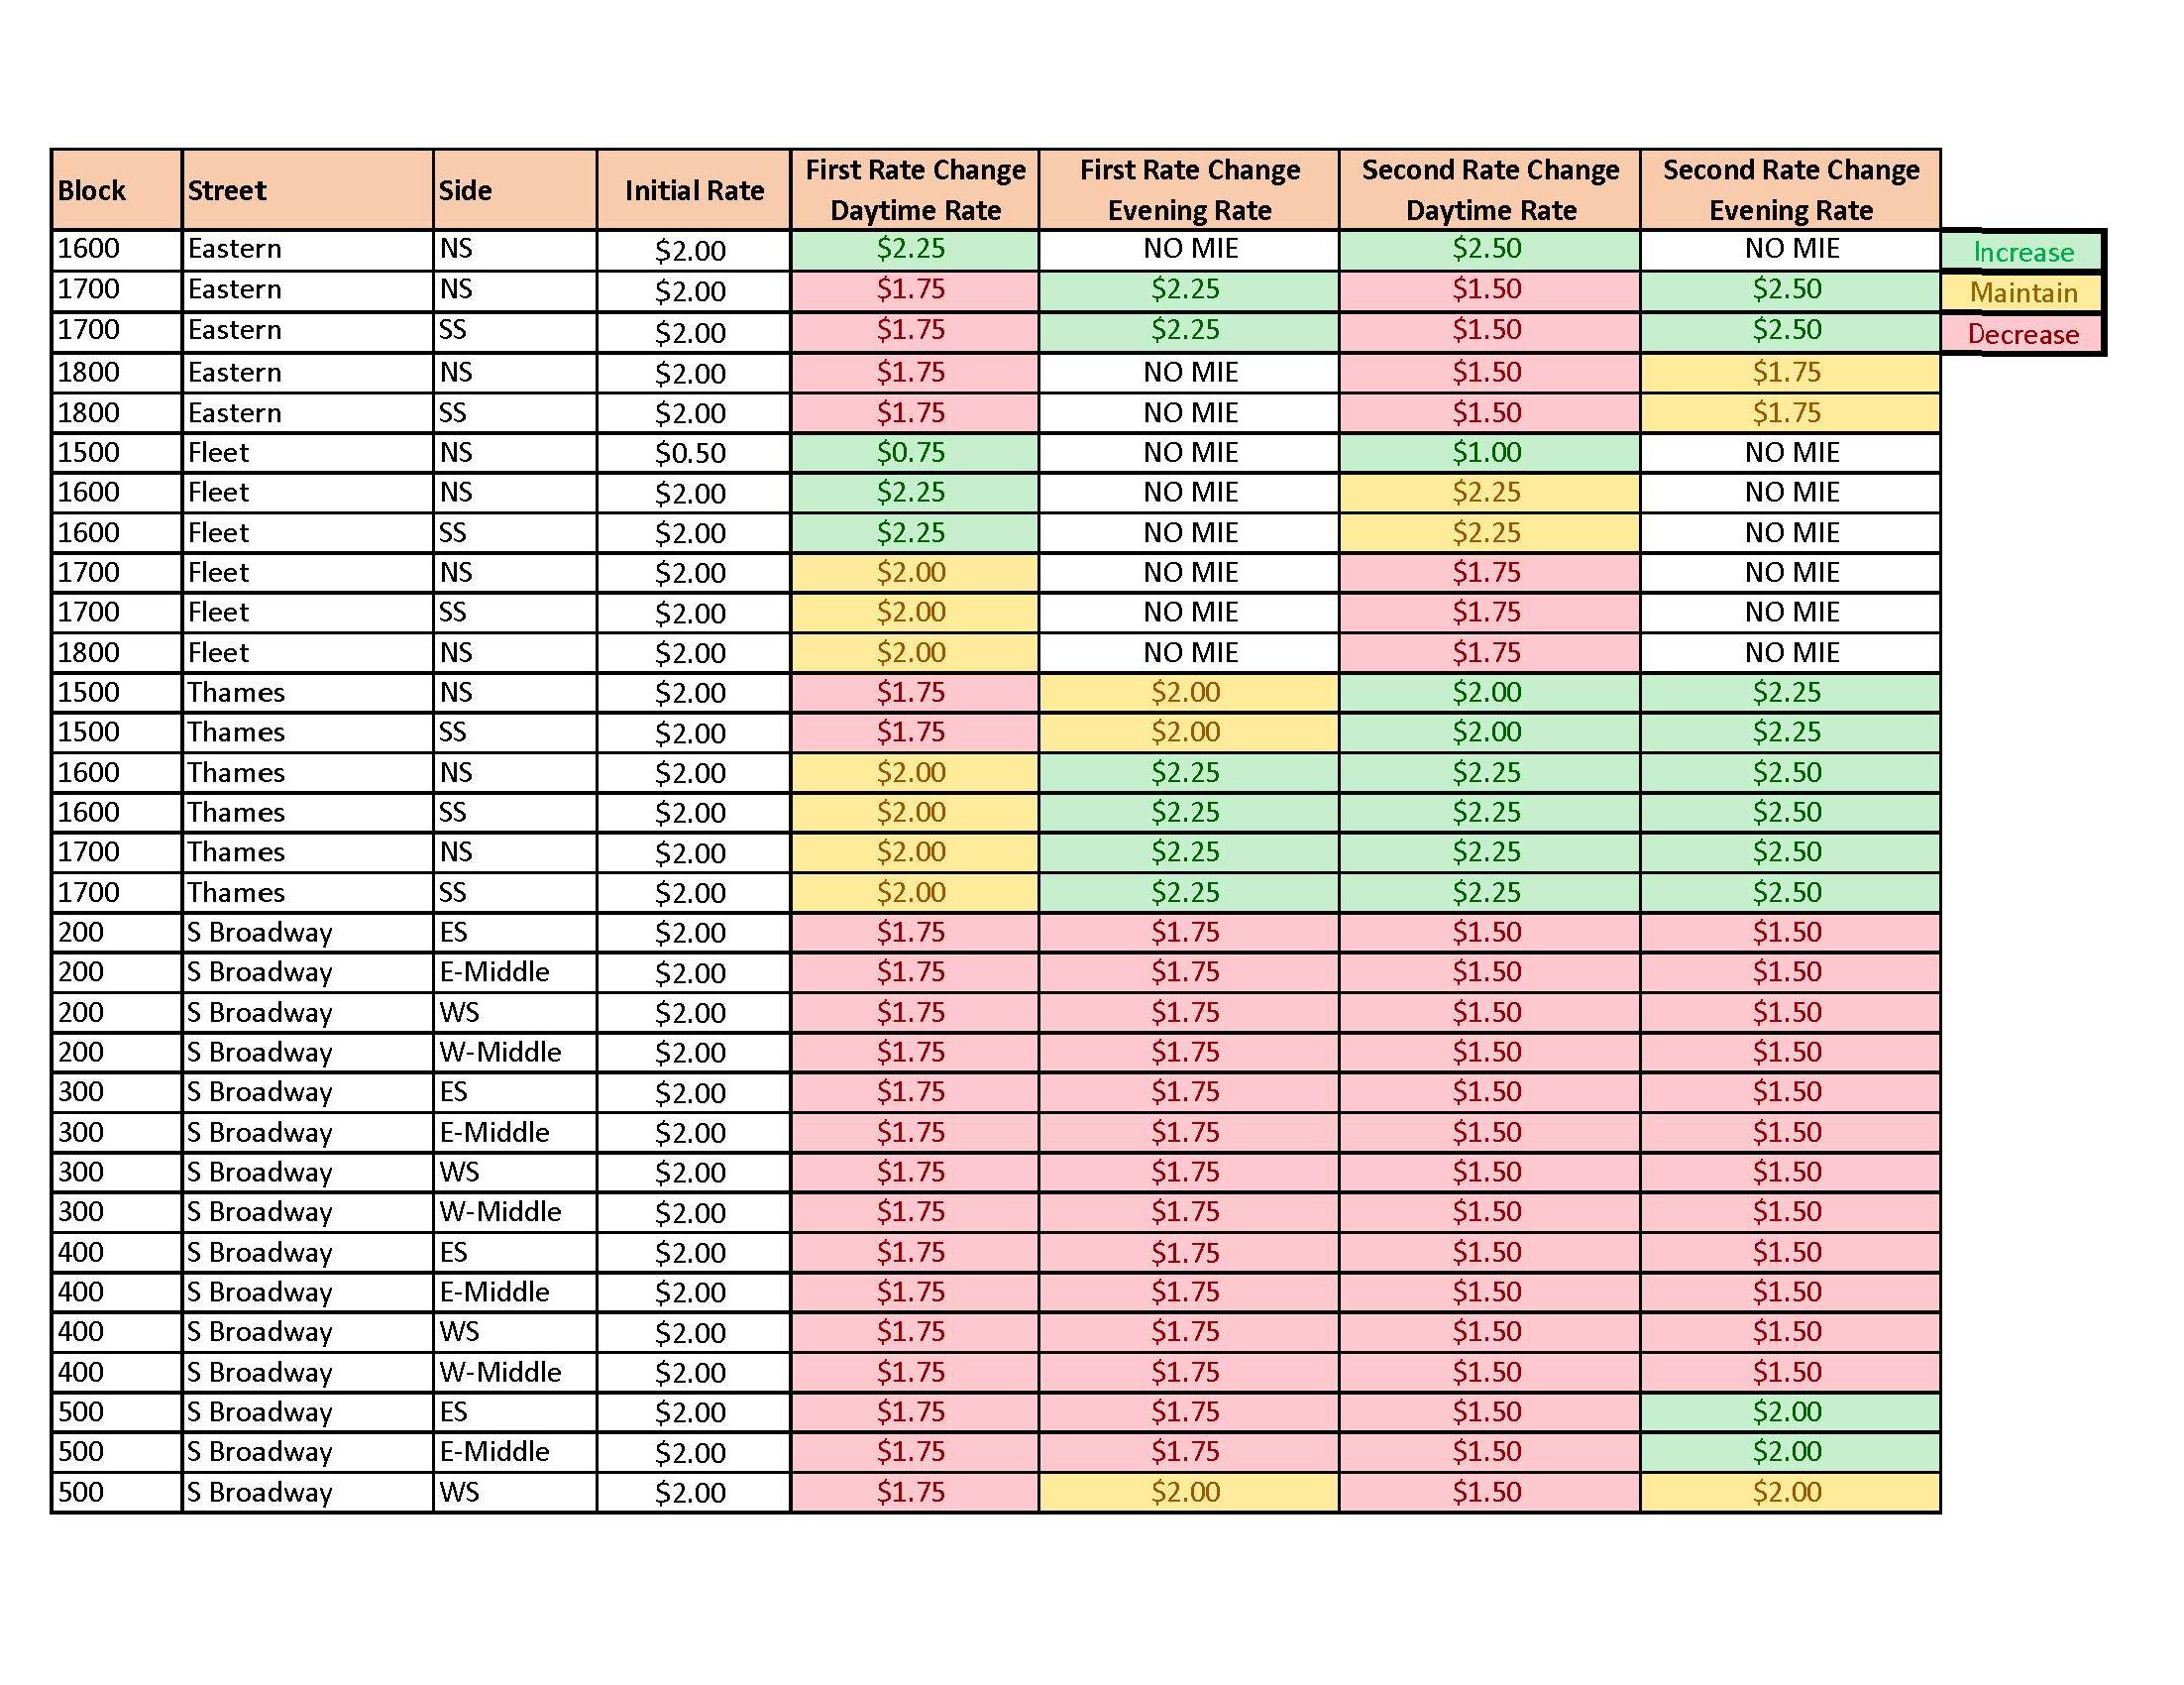 Block Street Side Initial Rate First Rate Change Daytime Rate First Rate Change Evening Rate Second Rate Change Daytime Rate Second Rate Change Evening Rate
1600 Eastern NS $2.00 $2.25 NO MIE $2.50 NO MIE Increase
1700 Eastern NS $2.00 $1.75 $2.25 $1.50 $2.50 Maintain
1700 Eastern SS $2.00 $1.75 $2.25 $1.50 $2.50 Decrease
1800 Eastern NS $2.00 $1.75 NO MIE $1.50 $1.75
1800 Eastern SS $2.00 $1.75 NO MIE $1.50 $1.75
1500 Fleet NS $0.50 $0.75 NO MIE $1.00 NO MIE
1600 Fleet NS $2.00 $2.25 NO MIE $2.25 NO MIE
1600 Fleet SS $2.00 $2.25 NO MIE $2.25 NO MIE
1700 Fleet NS $2.00 $2.00 NO MIE $1.75 NO MIE
1700 Fleet SS $2.00 $2.00 NO MIE $1.75 NO MIE
1800 Fleet NS $2.00 $2.00 NO MIE $1.75 NO MIE
1500 Thames NS $2.00 $1.75 $2.00 $2.00 $2.25
1500 Thames SS $2.00 $1.75 $2.00 $2.00 $2.25
1600 Thames NS $2.00 $2.00 $2.25 $2.25 $2.50
1600 Thames SS $2.00 $2.00 $2.25 $2.25 $2.50
1700 Thames NS $2.00 $2.00 $2.25 $2.25 $2.50
1700 Thames SS $2.00 $2.00 $2.25 $2.25 $2.50
200 S Broadway ES $2.00 $1.75 $1.75 $1.50 $1.50
200 S Broadway E-Middle $2.00 $1.75 $1.75 $1.50 $1.50
200 S Broadway WS $2.00 $1.75 $1.75 $1.50 $1.50
200 S Broadway W-Middle $2.00 $1.75 $1.75 $1.50 $1.50
300 S Broadway ES $2.00 $1.75 $1.75 $1.50 $1.50
300 S Broadway E-Middle $2.00 $1.75 $1.75 $1.50 $1.50
300 S Broadway WS $2.00 $1.75 $1.75 $1.50 $1.50
300 S Broadway W-Middle $2.00 $1.75 $1.75 $1.50 $1.50
400 S Broadway ES $2.00 $1.75 $1.75 $1.50 $1.50
400 S Broadway E-Middle $2.00 $1.75 $1.75 $1.50 $1.50
400 S Broadway WS $2.00 $1.75 $1.75 $1.50 $1.50
400 S Broadway W-Middle $2.00 $1.75 $1.75 $1.50 $1.50
500 S Broadway ES $2.00 $1.75 $1.75 $1.50 $2.00
500 S Broadway E-Middle $2.00 $1.75 $1.75 $1.50 $2.00
500 S Broadway WS $2.00 $1.75 $2.00 $1.50 $2.00